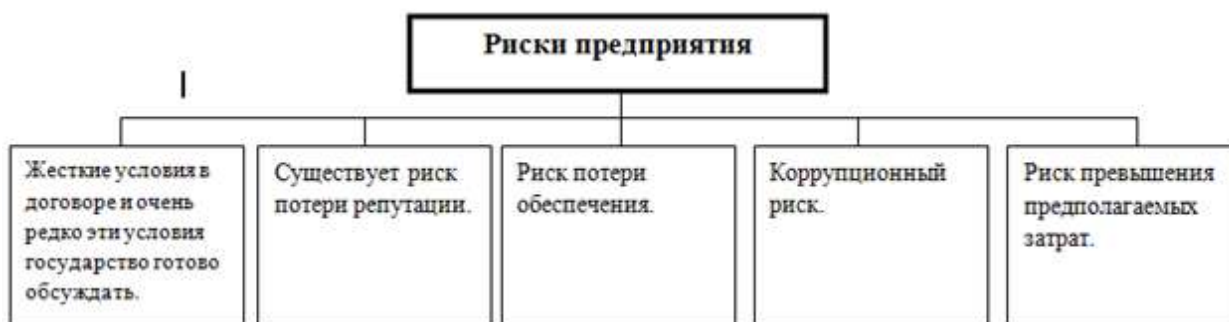 Риски предприятия
Жесткие условия в
договоре и очень
редко эти условия
государство готово
обсуждать.
Существует риск
потери репутации.
Риск потери
обеспечения.
Коррупционный
риск.
Риск превышения
предполагаемых
затрат.